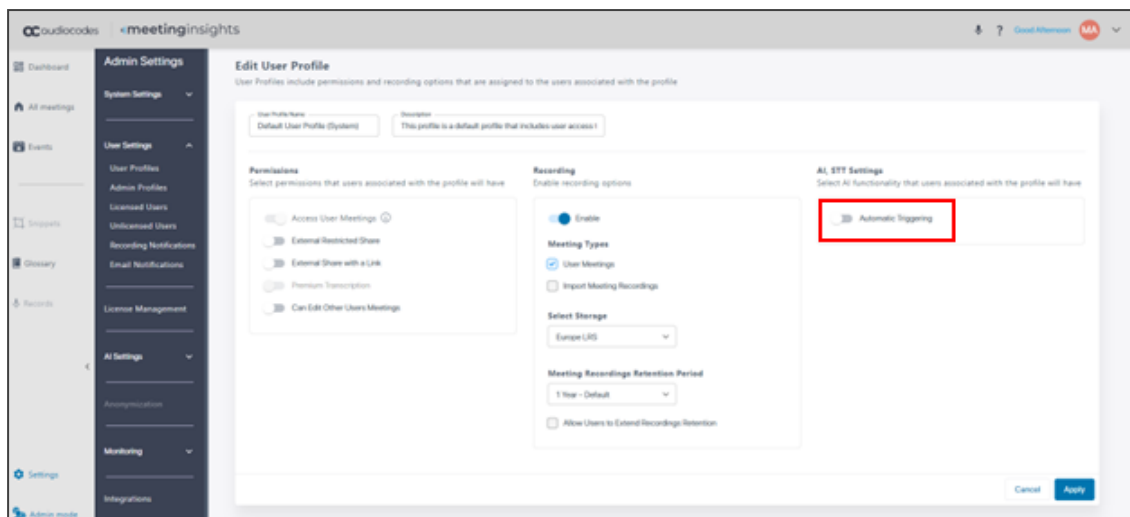 audiocodes meetinginsights
? Good Afternoon MA
Dashboard
All meetings
Events
Snippets
Glossary
Records
Settings
Admin mode
Admin Settings
System Settings
User Settings
User Profiles
Admin Profiles
Licensed Users
Unlicensed Users
Recording Notifications
Email Notifications
License Management
AI Settings
Anonymization
Monitoring
Integrations
Edit User Profile
User Profiles include permissions and recording options that are assigned to the users associated with the profile
User Profile Name
Default User Profile (System)
Description
This profile is a default profile that includes user access t
Permissions
Select permissions that users associated with the profile will have
Access User Meetings
External Restricted Share
External Share with a Link
Premium Transcription
Can Edit Other Users Meetings
Recording
Enable recording options
Enable
Meeting Types
User Meetings
Import Meeting Recordings
Select Storage
Europe LRS
Meeting Recordings Retention Period
1 Year - Default
Allow Users to Extend Recordings Retention
AI, STT Settings
Select AI functionality that users associated with the profile will have
Automatic Triggering
Cancel Apply